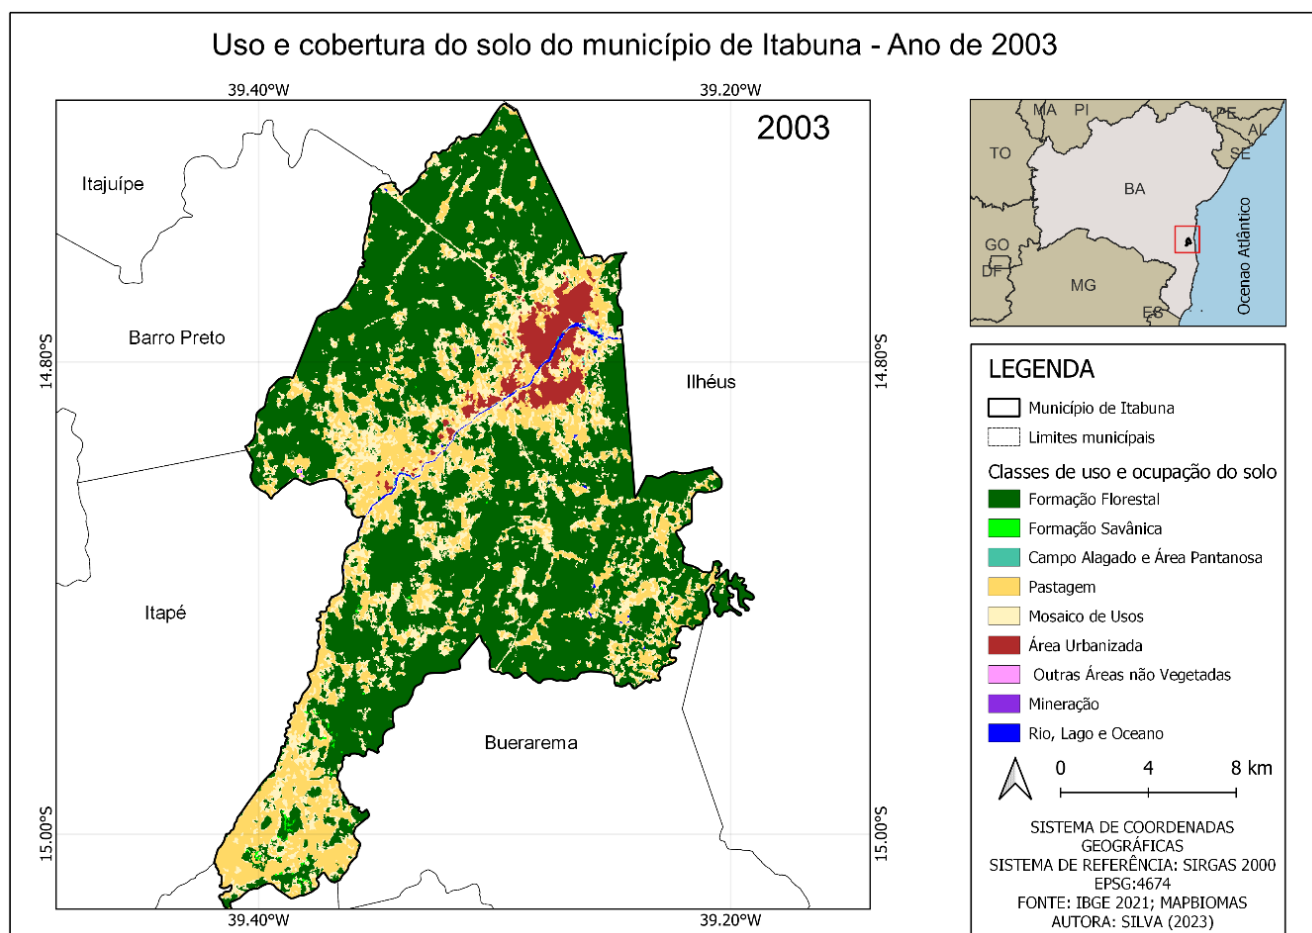 Uso e cobertura do solo do município de Itabuna - Ano de 2003
39.40°W
39.20°W
2003
Itajuípe
Barro Preto
14.80°S
14.80°S
Ilhéus
Itapé
Buerarema
15.00°S
15.00°S
39.40°W
39.20°W
MA
PI
PE
AL
SE
TO
BA
GO
DF
MG
ES
Ocenao Atlântico
LEGENDA
Município de Itabuna
Limites municípais
Classes de uso e ocupação do solo
Formação Florestal
Formação Savânica
Campo Alagado e Área Pantanosa
Pastagem
Mosaico de Usos
Área Urbanizada
Outras Áreas não Vegetadas
Mineração
Rio, Lago e Oceano
0 4 8 km
SISTEMA DE COORDENADAS
GEOGRÁFICAS
SISTEMA DE REFERÊNCIA: SIRGAS 2000
EPSG:4674
FONTE: IBGE 2021; MAPBIOMAS
AUTORA: SILVA (2023)